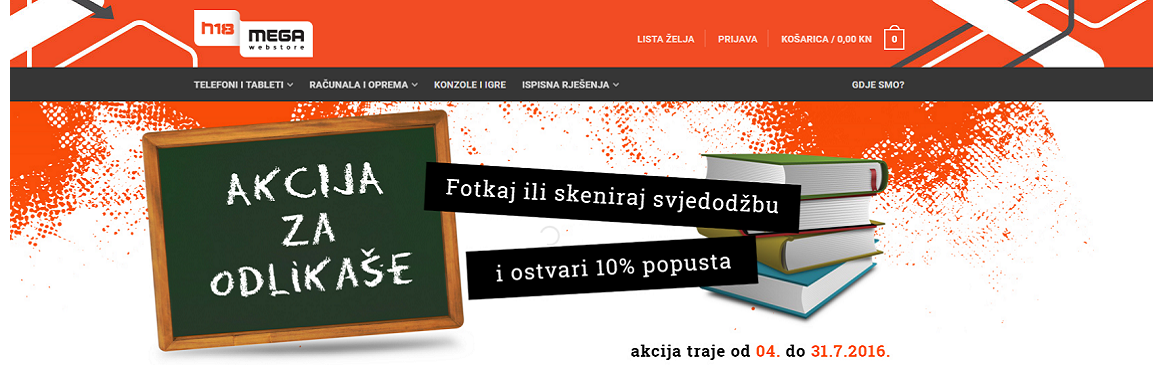 h18
MEGA
webstore
LISTA ŽELJA
PRIJAVA
KOŠARICA / 0,00 KN
0
TELEFONI I TABLETI
RAČUNALA I OPREMA
KONZOLE I IGRE
ISPISNA RJEŠENJA
GDJE SMO?
AKCIJA
ZA
ODLIKAŠE
Fotkaj ili skeniraj svjedodžbu
i ostvari 10% popusta
akcija traje od 04. do 31.7.2016.